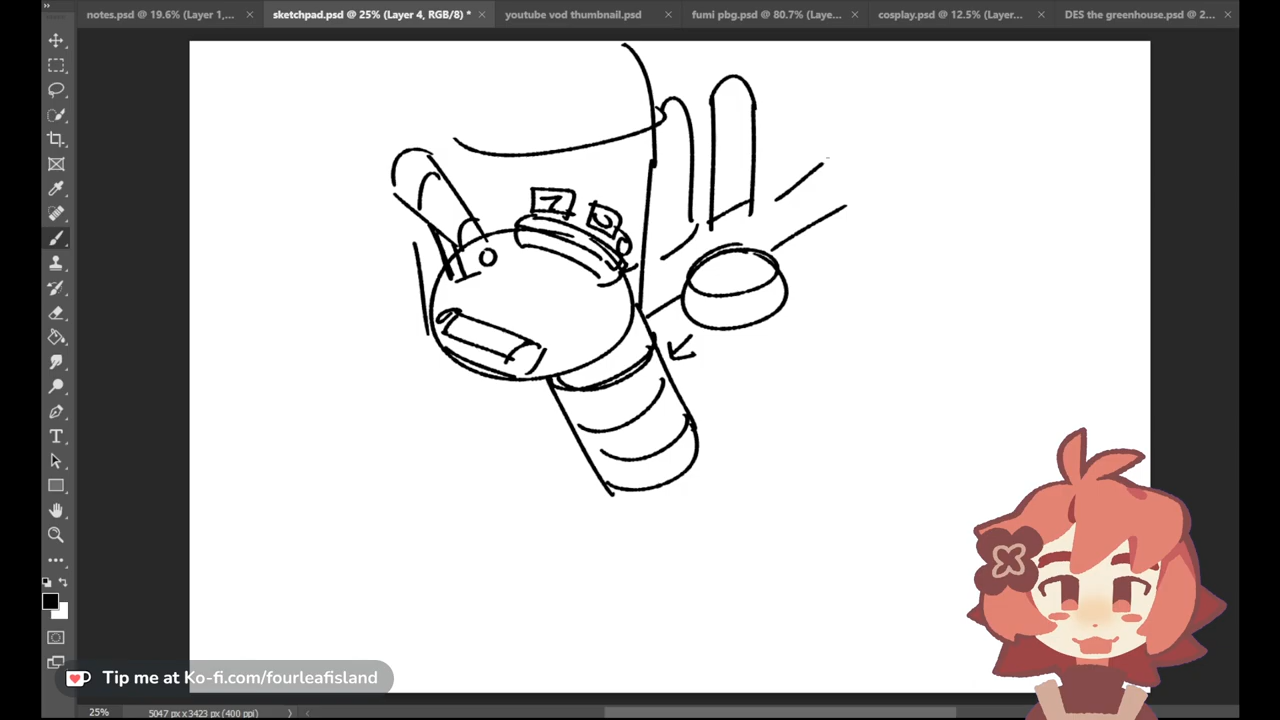 notes.psd @ 19.6% (Layer 1,...
sketchpad.psd @ 25% (Layer 4, RGB/8) *
youtube vod thumbnail.psd
fumi pbg.psd @ 80.7% (Laye...
cosplay.psd @ 12.5% (Layer...
DES the greenhouse.psd @ 2...
Tip me at Ko-fi.com/fourleafisland
25%
5047 px x 3423 px (400 ppi)